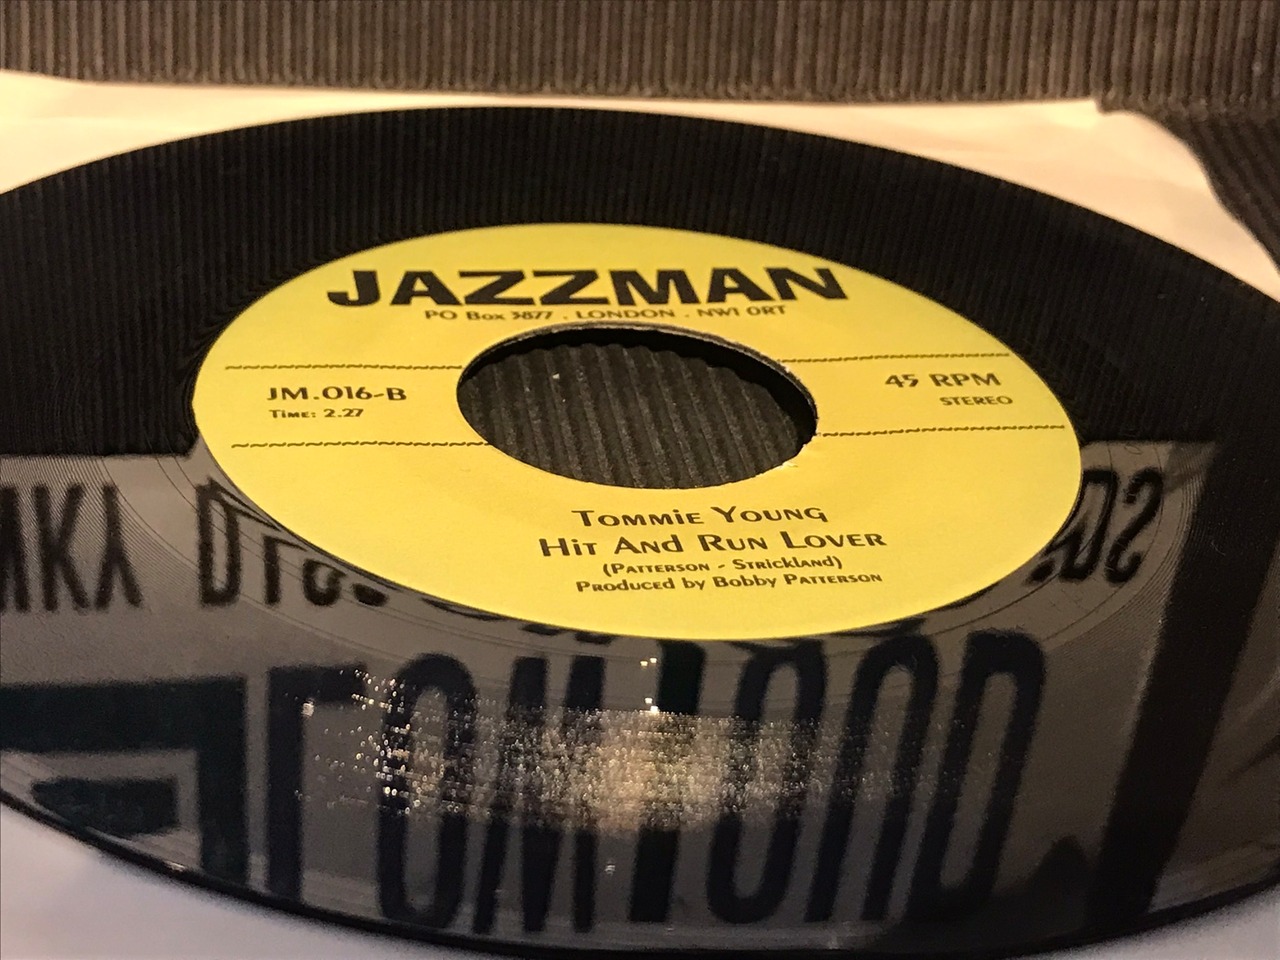 JAZZMAN
PO Box 3877 . LONDON . NW1 0RT
JM.016-B
Time: 2.27
45 RPM
STEREO
Tommie Young
Hit And Run Lover
(Patterson - Strickland)
Produced by Bobby Patterson